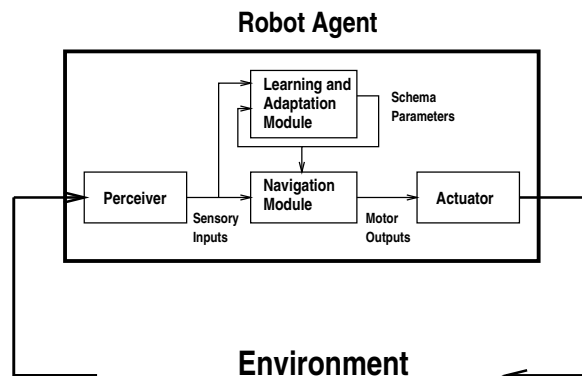 Robot Agent
Learning and
Adaptation
Module
Schema
Parameters
Perceiver
Sensory
Inputs
Navigation
Module
Motor
Outputs
Actuator
Environment